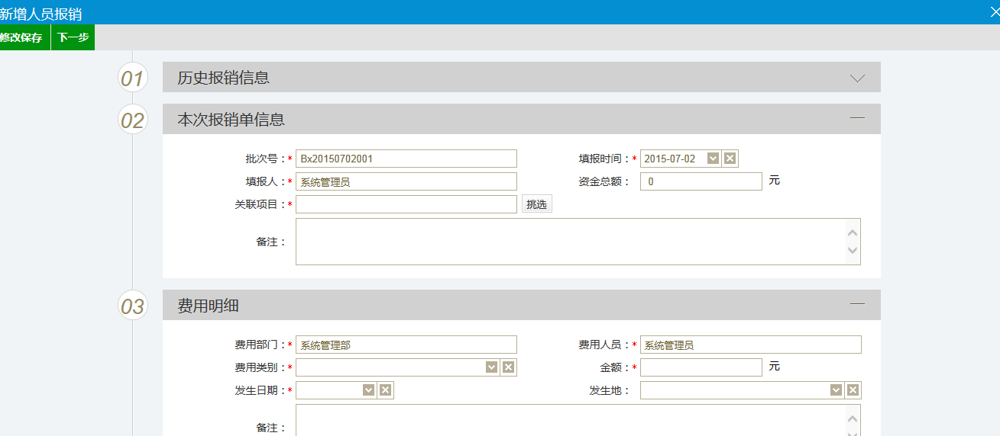 新增人员报销
修改保存 下一步
01 历史报销信息
02 本次报销单信息
批次号：* Bx20150702001 填报时间：* 2015-07-02
填报人：* 系统管理员 资金总额： 0 元
关联项目：* 挑选
备注：
03 费用明细
费用部门：* 系统管理部 费用人员：* 系统管理员
费用类别：* 金额：* 元
发生日期：* 发生地：
备注：